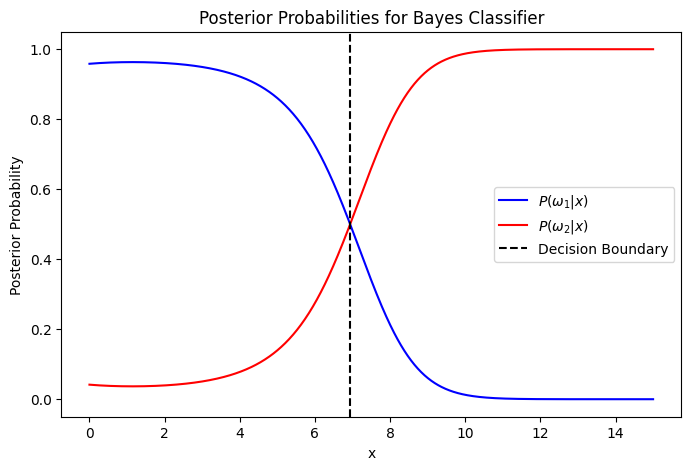 Posterior Probabilities for Bayes Classifier
Posterior Probability
1.0
0.8
0.6
0.4
0.2
0.0
P(ω₁|x)
P(ω₂|x)
Decision Boundary
0 2 4 6 8 10 12 14
x